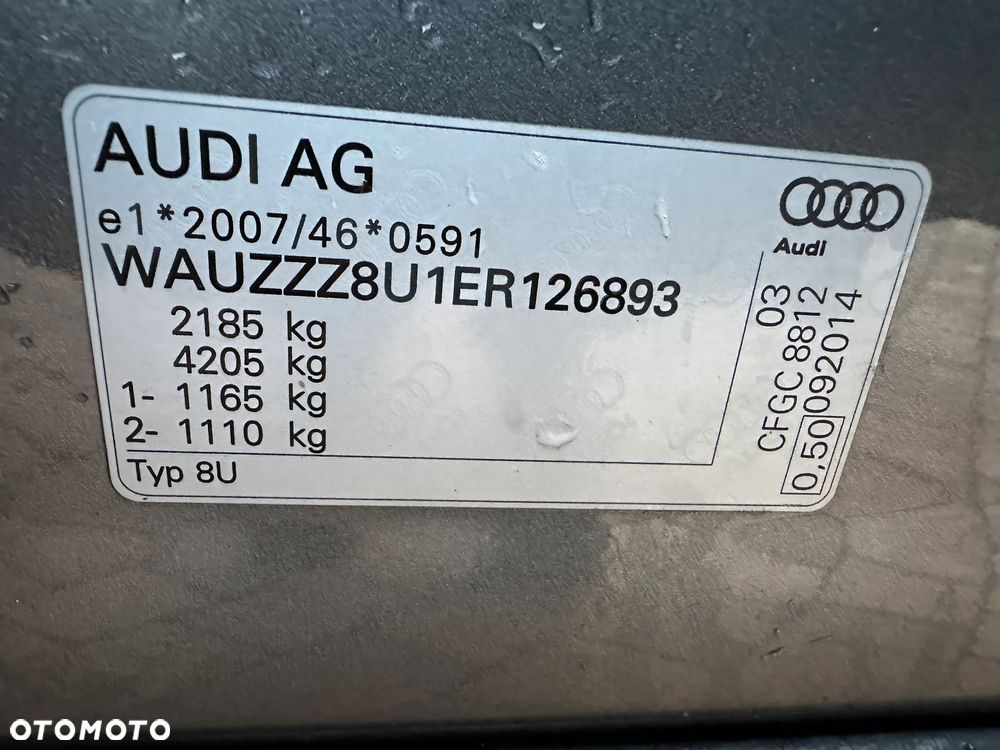 AUDI AG
e1*2007/46*0591
WAUZZZ8U1ER126893
2185 kg
4205 kg
1- 1165 kg
2- 1110 kg
Typ 8U
Audi
03
CFGC 8812
0,50 092014
OTOMOTO